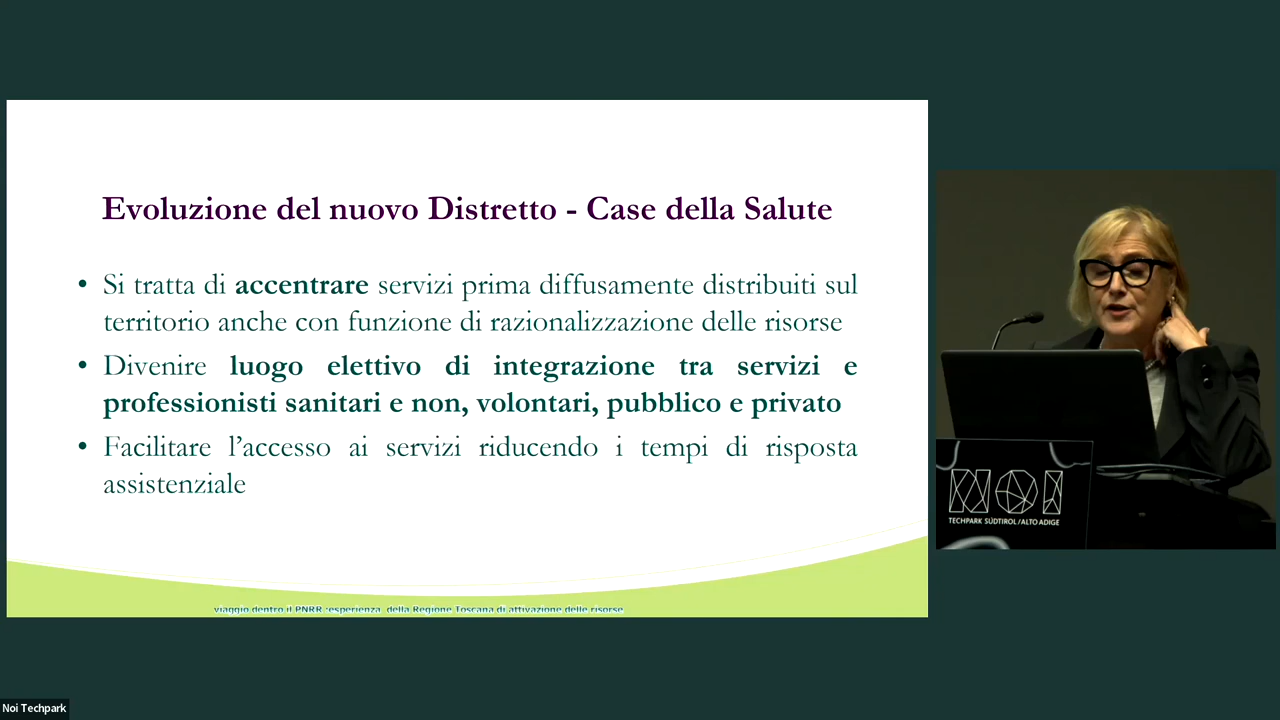 Evoluzione del nuovo Distretto - Case della Salute
• Si tratta di accentrare servizi prima diffusamente distribuiti sul
territorio anche con funzione di razionalizzazione delle risorse
• Divenire luogo elettivo di integrazione tra servizi e
professionisti sanitari e non, volontari, pubblico e privato
• Facilitare l'accesso ai servizi riducendo i tempi di risposta
assistenziale
viaggio dentro il PNRR :esperienza della Regione Toscana di attivazione delle risorse
NOI
TECHPARK SÜDTIROL / ALTO ADIGE
Noi Techpark